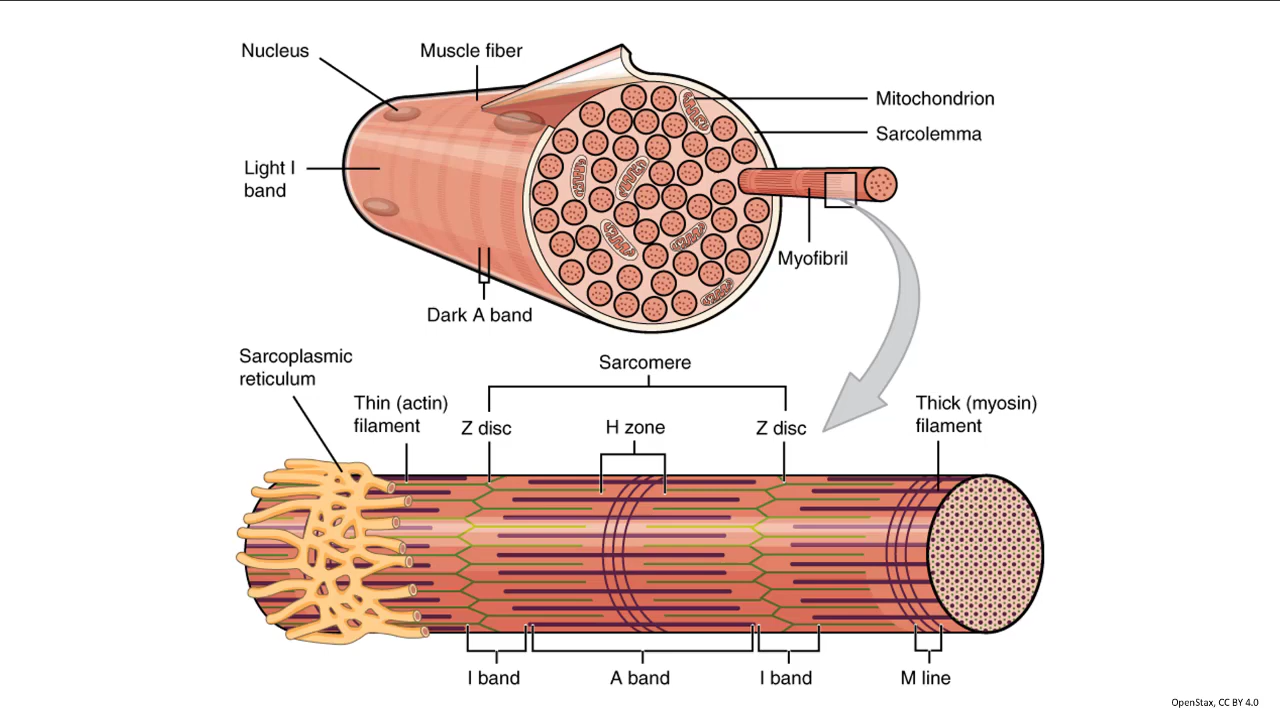 Nucleus
Muscle fiber
Mitochondrion
Sarcolemma
Light I
band
Myofibril
Dark A band
Sarcoplasmic
reticulum
Sarcomere
Thin (actin)
filament
Z disc
H zone
Z disc
Thick (myosin)
filament
I band
A band
I band
M line
OpenStax, CC BY 4.0